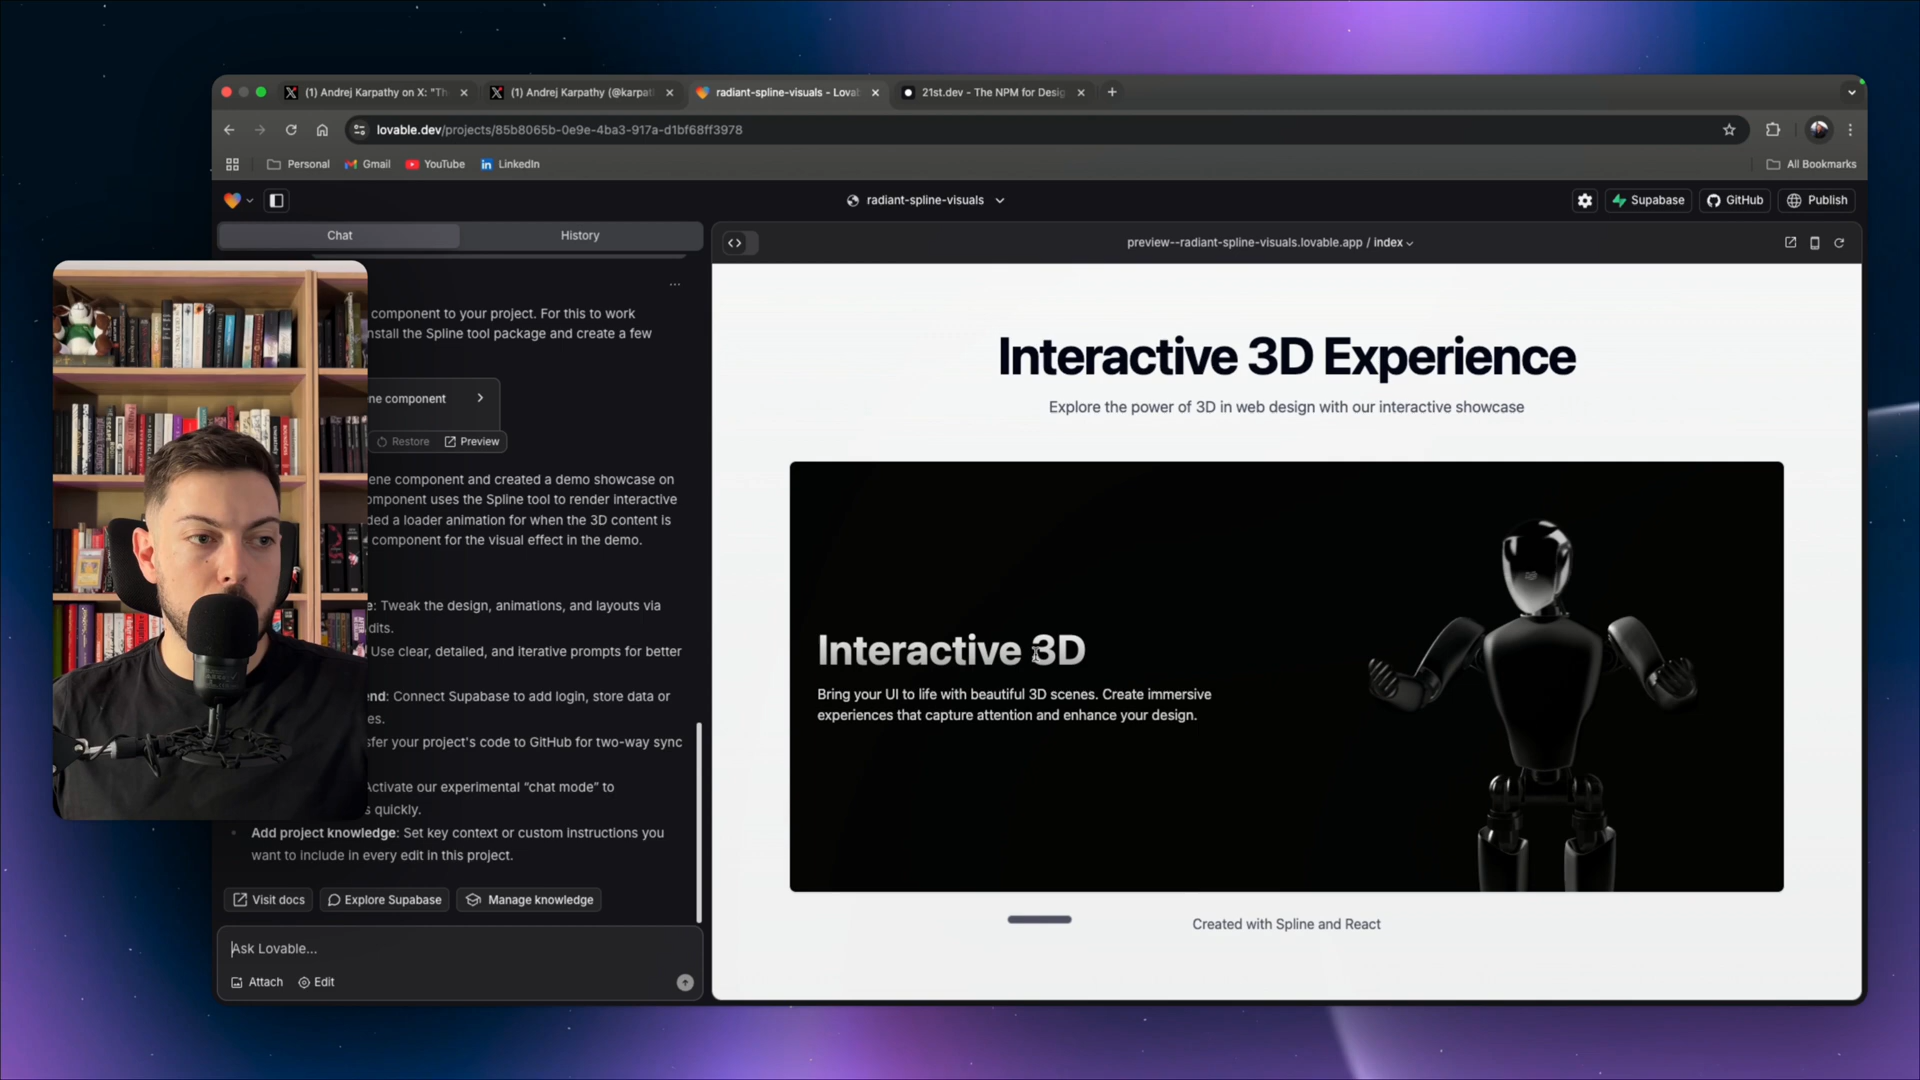 (1) Andrej Karpathy on X: "Th
(1) Andrej Karpathy (@karpat
radiant-spline-visuals - Lova
21st.dev - The NPM for Desig
lovable.dev/projects/85b8065b-0e9e-4ba3-917a-d1bf68ff3978
Personal
Gmail
YouTube
LinkedIn
All Bookmarks
radiant-spline-visuals
Supabase
GitHub
Publish
Chat
History
preview--radiant-spline-visuals.lovable.app / index
component to your project. For this to work
nstall the Spline tool package and create a few
ne component
Restore
Preview
ene component and created a demo showcase on
omponent uses the Spline tool to render interactive
ded a loader animation for when the 3D content is
component for the visual effect in the demo.
e: Tweak the design, animations, and layouts via
dits.
Use clear, detailed, and iterative prompts for better
end: Connect Supabase to add login, store data or
es.
sfer your project's code to GitHub for two-way sync
Activate our experimental “chat mode” to
s quickly.
Add project knowledge: Set key context or custom instructions you
want to include in every edit in this project.
Visit docs
Explore Supabase
Manage knowledge
Ask Lovable...
Attach
Edit
Interactive 3D Experience
Explore the power of 3D in web design with our interactive showcase
Interactive 3D
Bring your UI to life with beautiful 3D scenes. Create immersive
experiences that capture attention and enhance your design.
Created with Spline and React